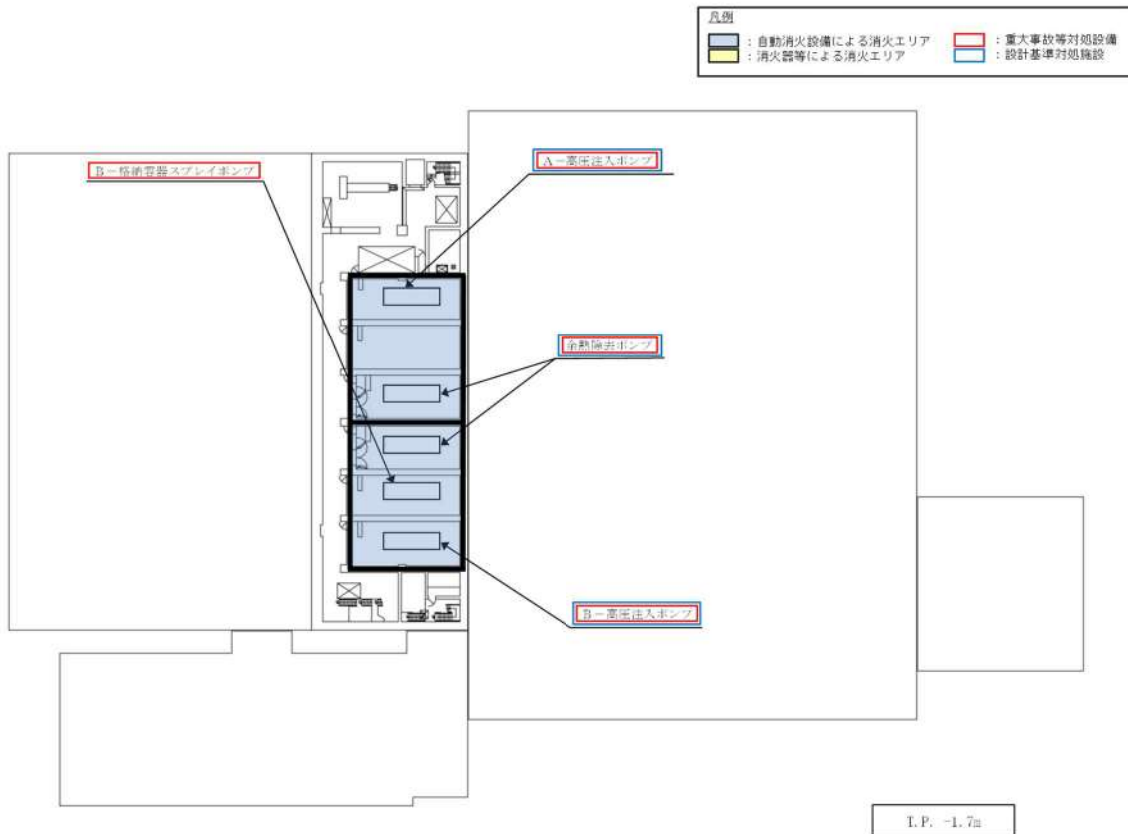 凡例
：自動消火設備による消火エリア
：重大事故等対処設備
：消火器等による消火エリア
：設計基準対処施設
B－格納容器スプレイポンプ
A－高圧注入ポンプ
余熱除去ポンプ
B－高圧注入ポンプ
T.P. -1.7m